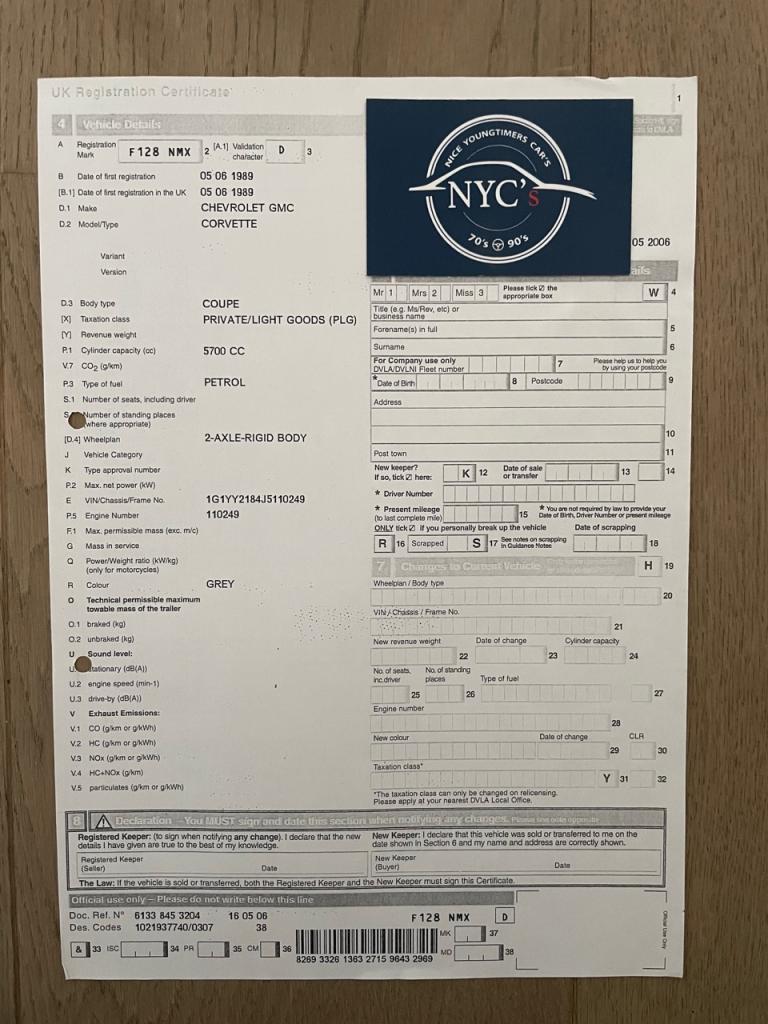 UK Registration Certificate
1
4 Vehicle Details
A Registration Mark F128 NMX 2 [A.1] Validation character D 3
B Date of first registration 05 06 1989
[B.1] Date of first registration in the UK 05 06 1989
D.1 Make CHEVROLET GMC
D.2 Model/Type CORVETTE
Variant
Version
D.3 Body type COUPE
[X] Taxation class PRIVATE/LIGHT GOODS (PLG)
[Y] Revenue weight
P.1 Cylinder capacity (cc) 5700 CC
V.7 CO2 (g/km)
P.3 Type of fuel PETROL
S.1 Number of seats, including driver
Number of standing places
(where appropriate)
[D.4] Wheelplan 2-AXLE-RIGID BODY
J Vehicle Category
K Type approval number
P.2 Max. net power (kW)
E VIN/Chassis/Frame No. 1G1YY2184J5110249
P.5 Engine Number 110249
F.1 Max. permissible mass (exc. m/c)
G Mass in service
Q Power/Weight ratio (kW/kg)
(only for motorcycles)
R Colour GREY
O Technical permissible maximum
towable mass of the trailer
O.1 braked (kg)
O.2 unbraked (kg)
U Sound level:
stationary (dB(A))
U.2 engine speed (min-1)
U.3 drive-by (dB(A))
V Exhaust Emissions:
V.1 CO (g/km or g/kWh)
V.2 HC (g/km or g/kWh)
V.3 NOx (g/km or g/kWh)
V.4 HC+NOx (g/km)
V.5 particulates (g/km or g/kWh)
NICE YOUNGTIMERS CAR'S
NYC's
70's 90's
05 2006
ails
Mr 1 Mrs 2 Miss 3 Please tick ☑ the
appropriate box W 4
Title (e.g. Ms/Rev, etc) or
business name
Forename(s) in full 5
Surname 6
For Company use only
DVLA/DVLNI Fleet number 7 Please help us to help you
by using your postcode
* Date of Birth 8 Postcode 9
Address
10
Post town 11
New keeper?
If so, tick ☑ here: K 12 Date of sale
or transfer 13 14
* Driver Number
* Present mileage
(to last complete mile) 15 * You are not required by law to provide your
Date of Birth, Driver Number or present mileage
ONLY tick ☑ if you personally break up the vehicle Date of scrapping
R 16 Scrapped S 17 See notes on scrapping
in Guidance Notes 18
7 Changes to Current Vehicle H 19
Wheelplan / Body type
20
VIN / Chassis / Frame No.
21
New revenue weight Date of change Cylinder capacity
22 23 24
No. of seats,
inc.driver No. of standing
places Type of fuel
25 26 27
Engine number
28
New colour Date of change CLR
29 30
Taxation class*
Y 31 32
*The taxation class can only be changed on relicensing.
Please apply at your nearest DVLA Local Office.
8 Declaration – You MUST sign and date this section when notifying any changes. Please see note opposite
Registered Keeper: (to sign when notifying any change). I declare that the new
details I have given are true to the best of my knowledge.
New Keeper: I declare that this vehicle was sold or transferred to me on the
date shown in Section 6 and my name and address are correctly shown.
Registered Keeper
(Seller) Date
New Keeper
(Buyer) Date
The Law: If the vehicle is sold or transferred, both the Registered Keeper and the New Keeper must sign this Certificate.
Official use only – Please do not write below this line
Doc. Ref. Nº 6133 845 3204 16 05 06 F128 NMX D
Des. Codes 1021937740/0307 38
MK 37
& 33 ISC 34 PR 35 CM 36
MD 38
8269 3326 1363 2715 9643 2969
Official Use Only